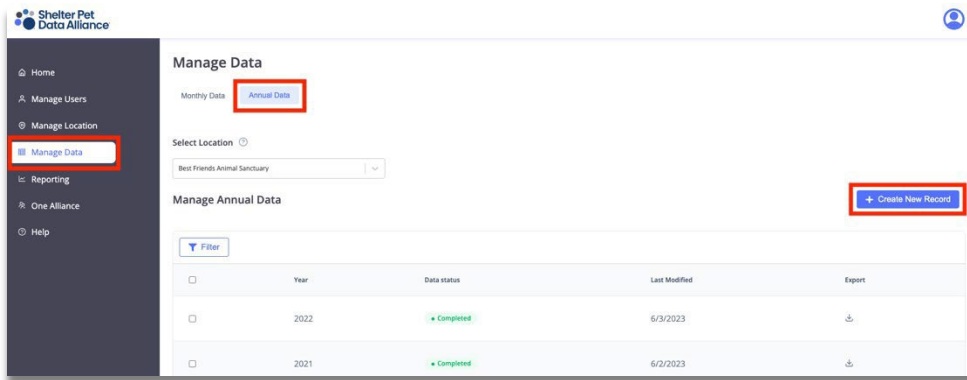 Shelter Pet
Data Alliance
Home
Manage Users
Manage Location
Manage Data
Reporting
One Alliance
Help
Manage Data
Monthly Data
Annual Data
Select Location
Best Friends Animal Sanctuary
Manage Annual Data
+ Create New Record
Filter
Year Data status Last Modified Export
2022 • Completed 6/3/2023
2021 • Completed 6/2/2023